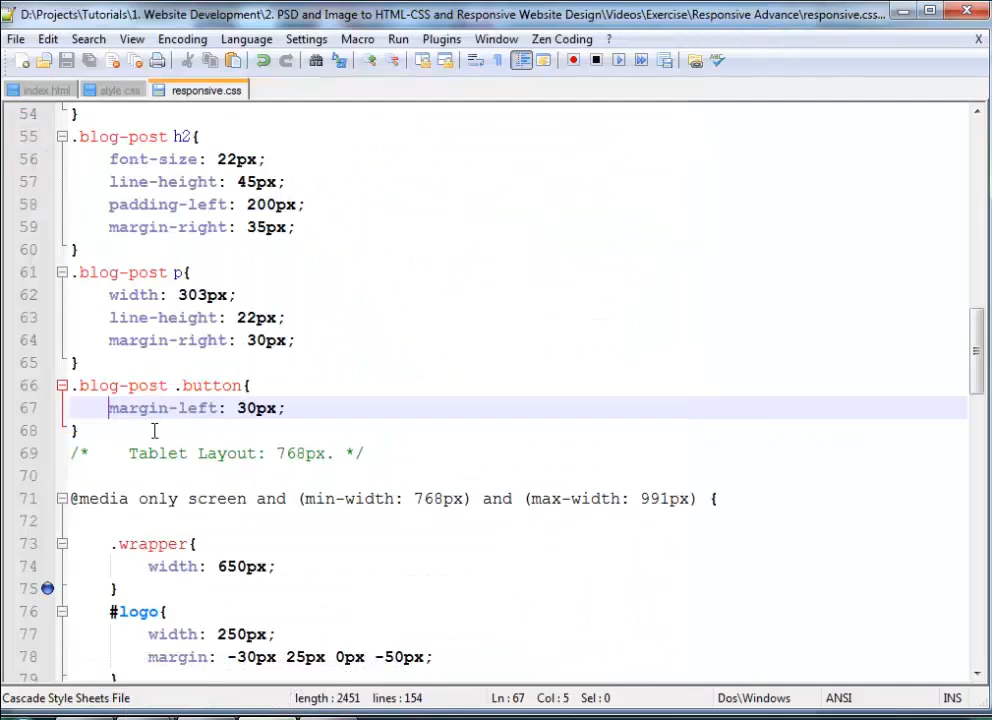 D:\Projects\Tutorials\1. Website Development\2. PSD and Image to HTML-CSS and Responsive Website Design\Videos\Exercise\Responsive Advance\responsive.css...
File Edit Search View Encoding Language Settings Macro Run Plugins Window Zen Coding ? X
index.html style.css responsive.css
54 }
55 .blog-post h2{
56 font-size: 22px;
57 line-height: 45px;
58 padding-left: 200px;
59 margin-right: 35px;
60 }
61 .blog-post p{
62 width: 303px;
63 line-height: 22px;
64 margin-right: 30px;
65 }
66 .blog-post .button{
67 margin-left: 30px;
68 }
69 /* Tablet Layout: 768px. */
70
71 @media only screen and (min-width: 768px) and (max-width: 991px) {
72
73 .wrapper{
74 width: 650px;
75 }
76 #logo{
77 width: 250px;
78 margin: -30px 25px 0px -50px;
79 }
Cascade Style Sheets File length : 2451 lines : 154 Ln : 67 Col : 5 Sel : 0 Dos\Windows ANSI INS